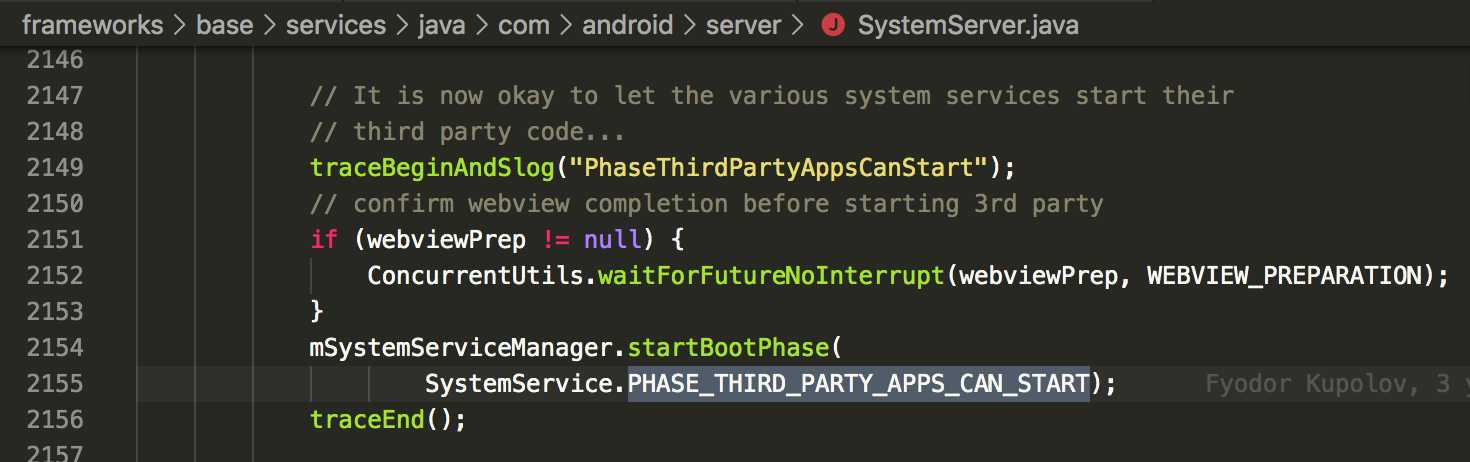 frameworks > base > services > java > com > android > server > J SystemServer.java
2146
2147 // It is now okay to let the various system services start their
2148 // third party code...
2149 traceBeginAndSlog("PhaseThirdPartyAppsCanStart");
2150 // confirm webview completion before starting 3rd party
2151 if (webviewPrep != null) {
2152 ConcurrentUtils.waitForFutureNoInterrupt(webviewPrep, WEBVIEW_PREPARATION);
2153 }
2154 mSystemServiceManager.startBootPhase(
2155 SystemService.PHASE_THIRD_PARTY_APPS_CAN_START); Fyodor Kupolov, 3 y
2156 traceEnd();
2157